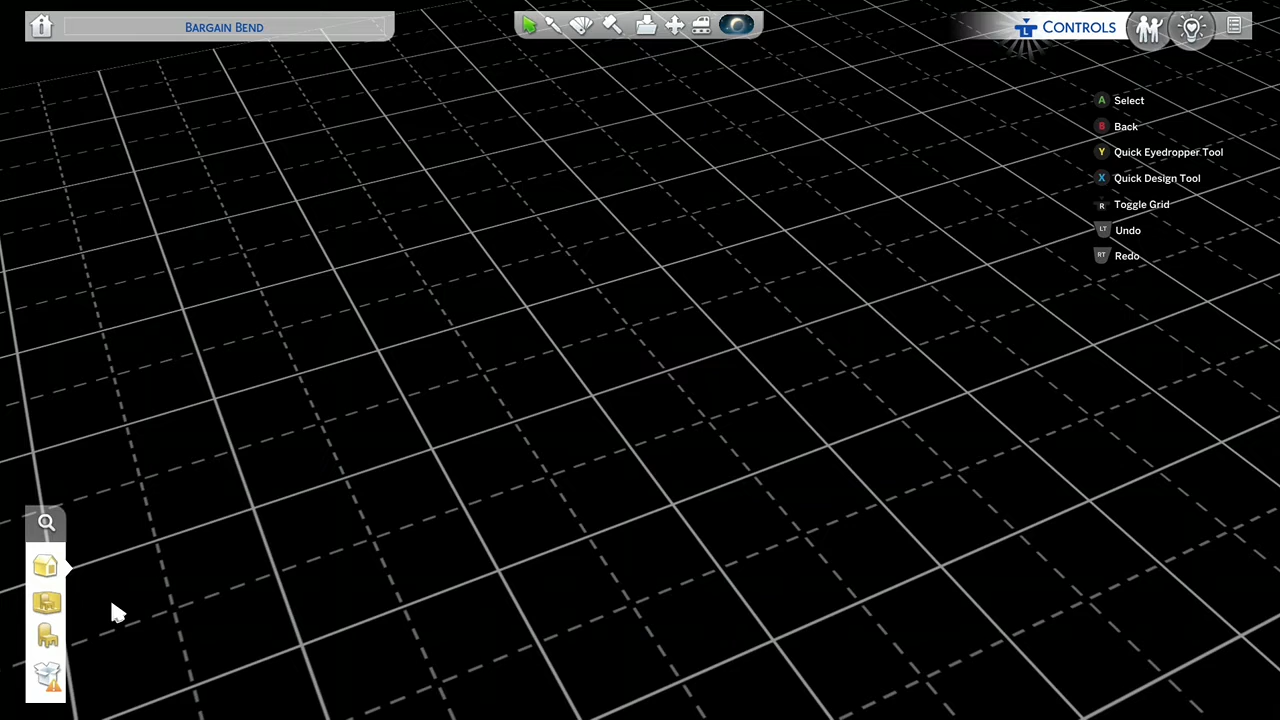 BARGAIN BEND
L CONTROLS
A Select
B Back
Y Quick Eyedropper Tool
X Quick Design Tool
R Toggle Grid
LT Undo
RT Redo